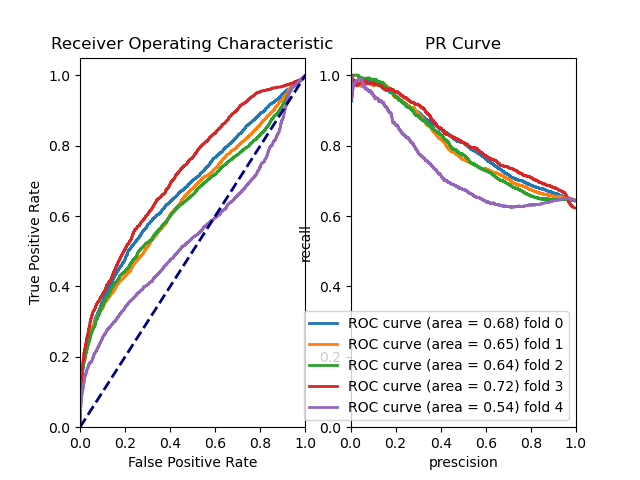 Receiver Operating Characteristic
PR Curve
1.0
0.8
0.6
0.4
0.2
0.0
True Positive Rate
0.0 0.2 0.4 0.6 0.8 1.0
False Positive Rate
1.0
0.8
0.6
0.4
0.2
0.0
recall
ROC curve (area = 0.68) fold 0
ROC curve (area = 0.65) fold 1
ROC curve (area = 0.64) fold 2
ROC curve (area = 0.72) fold 3
ROC curve (area = 0.54) fold 4
0.0 0.2 0.4 0.6 0.8 1.0
prescision